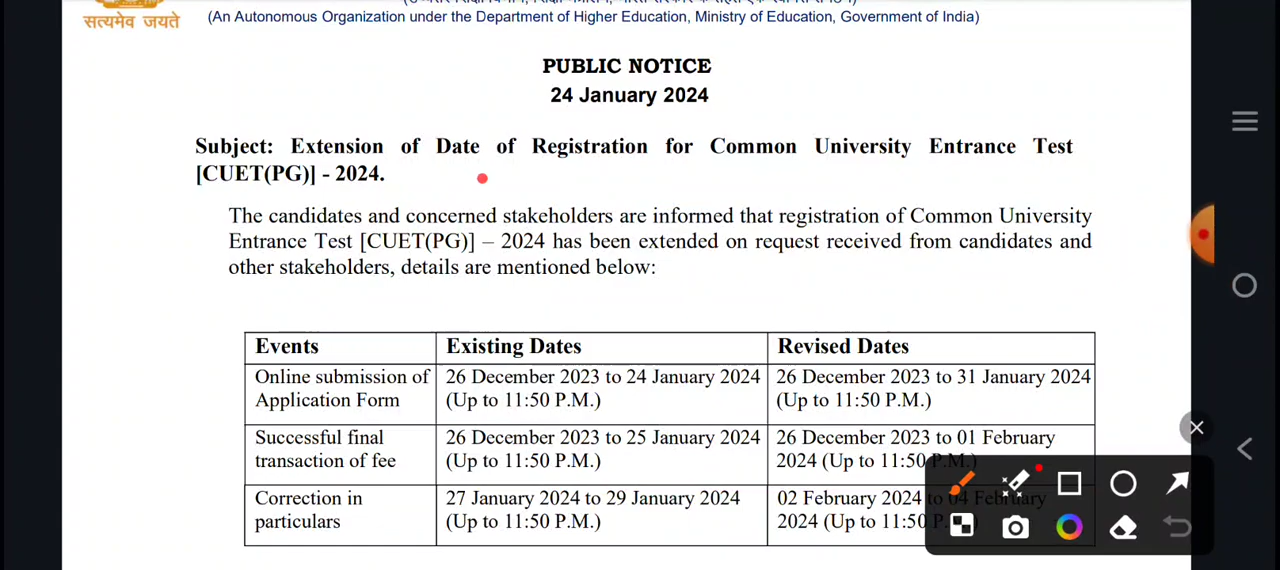 सत्यमेव जयते
(An Autonomous Organization under the Department of Higher Education, Ministry of Education, Government of India)
PUBLIC NOTICE
24 January 2024
Subject: Extension of Date of Registration for Common University Entrance Test
[CUET(PG)] - 2024.
The candidates and concerned stakeholders are informed that registration of Common University
Entrance Test [CUET(PG)] – 2024 has been extended on request received from candidates and
other stakeholders, details are mentioned below:
Events Existing Dates Revised Dates
Online submission of 26 December 2023 to 24 January 2024 26 December 2023 to 31 January 2024
Application Form (Up to 11:50 P.M.) (Up to 11:50 P.M.)
Successful final 26 December 2023 to 25 January 2024 26 December 2023 to 01 February
transaction of fee (Up to 11:50 P.M.) 2024 (Up to 11:50 P.M.)
Correction in 27 January 2024 to 29 January 2024 02 February 2024 to 04 February
particulars (Up to 11:50 P.M.) 2024 (Up to 11:50 P.